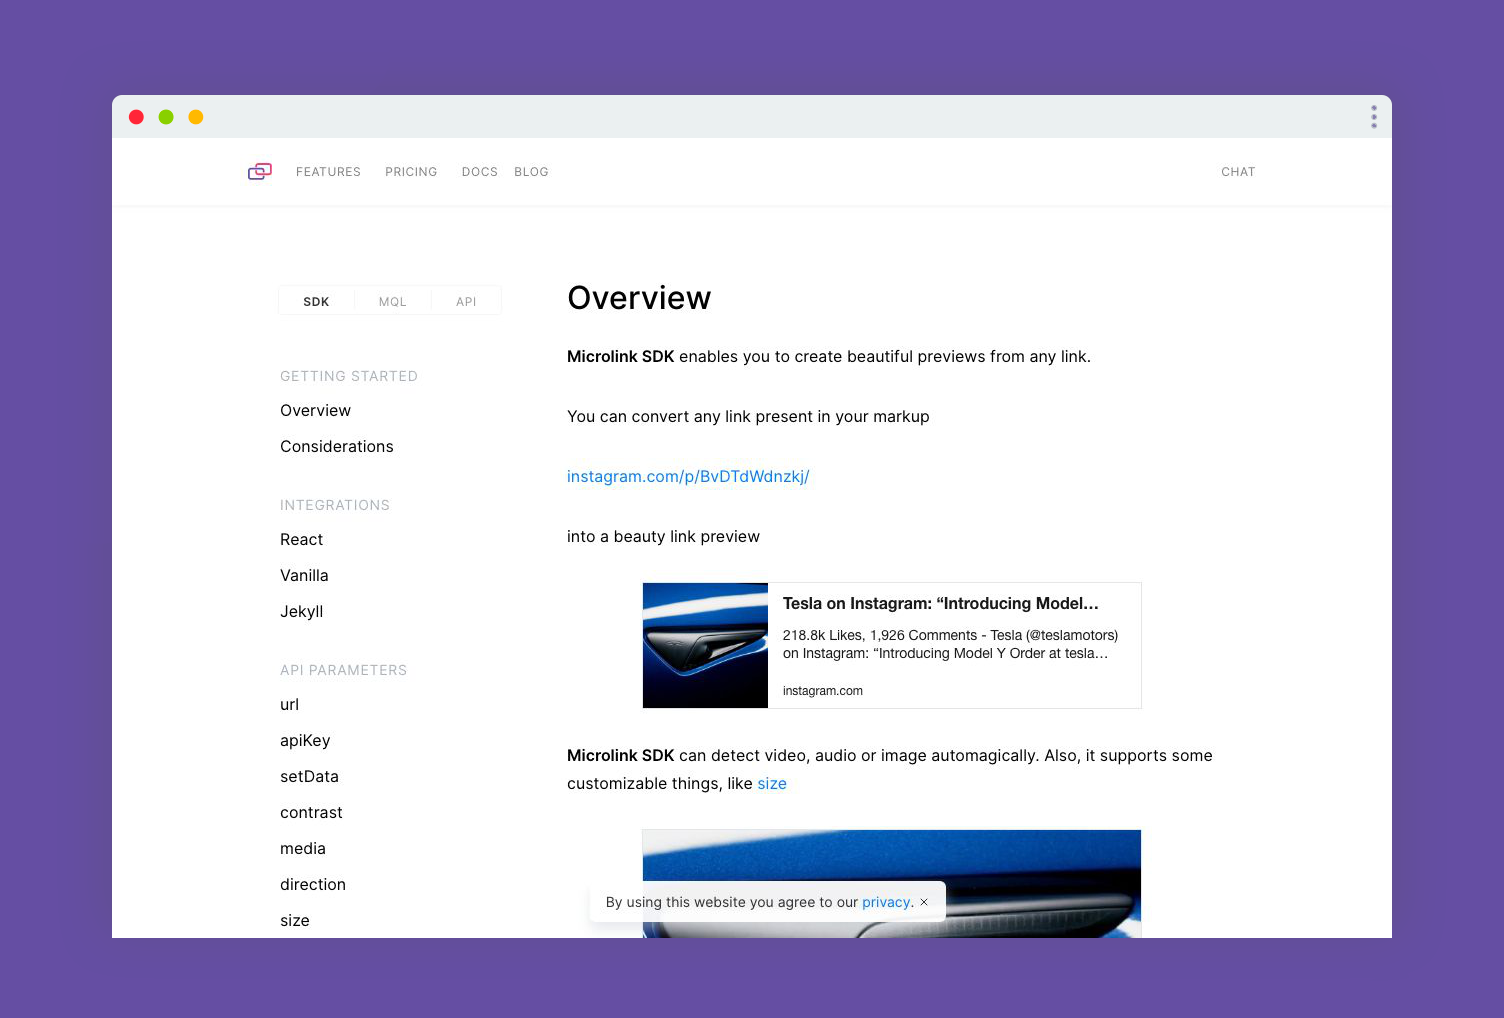 FEATURES PRICING DOCS BLOG CHAT
SDK MQL API
GETTING STARTED
Overview
Considerations
INTEGRATIONS
React
Vanilla
Jekyll
API PARAMETERS
url
apiKey
setData
contrast
media
direction
size
Overview
Microlink SDK enables you to create beautiful previews from any link.
You can convert any link present in your markup
instagram.com/p/BvDTdWdnzkj/
into a beauty link preview
Tesla on Instagram: “Introducing Model...
218.8k Likes, 1,926 Comments - Tesla (@teslamotors)
on Instagram: “Introducing Model Y Order at tesla...
instagram.com
Microlink SDK can detect video, audio or image automagically. Also, it supports some
customizable things, like size
By using this website you agree to our privacy. ×